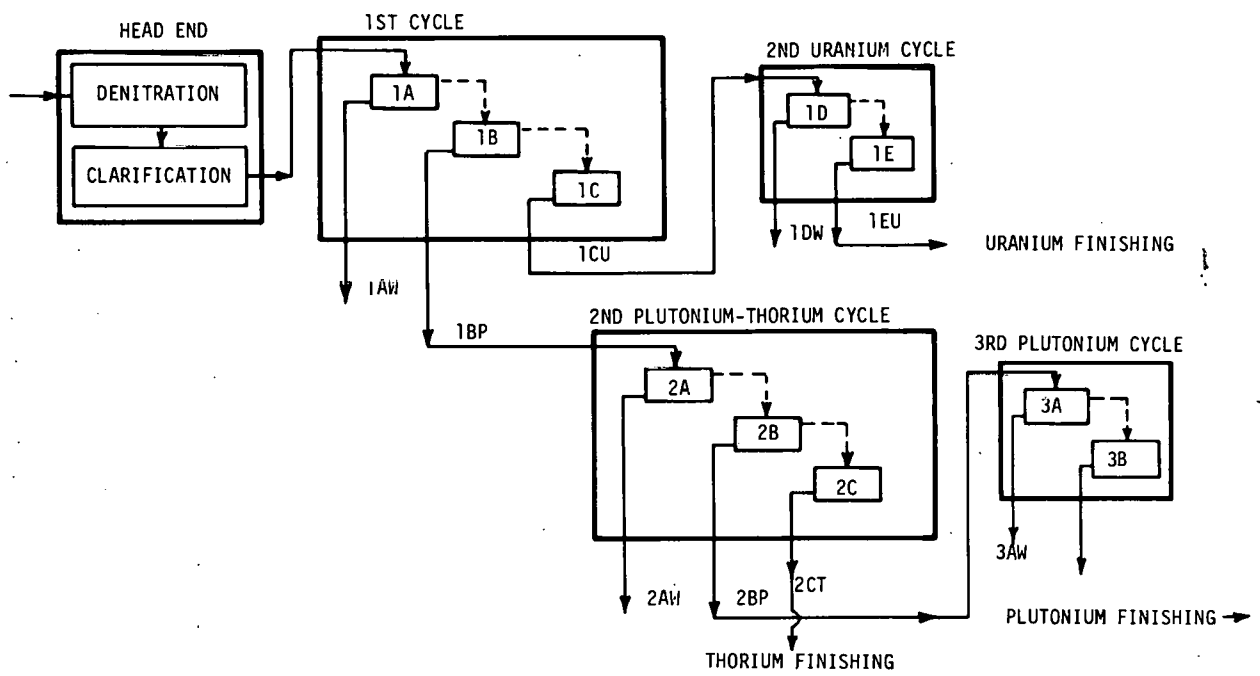 HEAD END
DENITRATION
CLARIFICATION
1ST CYCLE
1A
1B
1C
1AW
1CU
1BP
2ND URANIUM CYCLE
1D
1E
1DW
1EU
URANIUM FINISHING
2ND PLUTONIUM-THORIUM CYCLE
2A
2B
2C
2AW
2BP
2CT
THORIUM FINISHING
3RD PLUTONIUM CYCLE
3A
3B
3AW
PLUTONIUM FINISHING